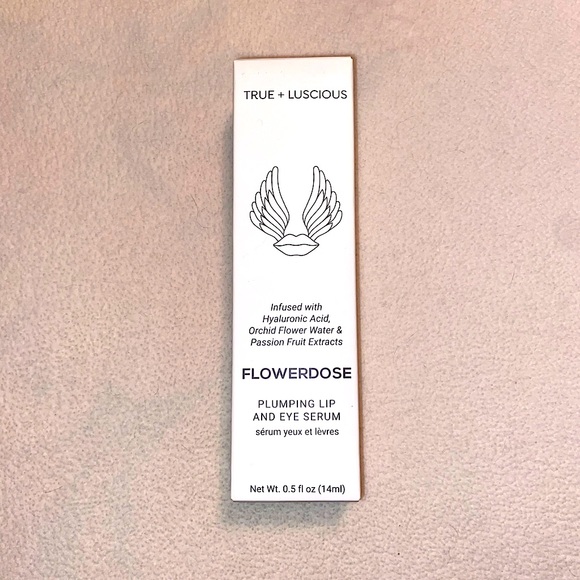 TRUE + LUSCIOUS
Infused with
Hyaluronic Acid,
Orchid Flower Water &
Passion Fruit Extracts
FLOWERDOSE
PLUMPING LIP
AND EYE SERUM
sérum yeux et lèvres
Net Wt. 0.5 fl oz (14ml)